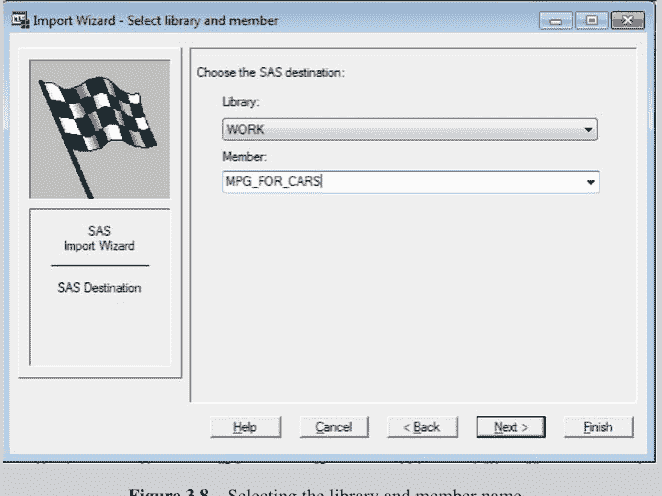 Import Wizard - Select library and member
Choose the SAS destination:
Library:
WORK
Member:
MPG_FOR_CARS
SAS
Import Wizard
SAS Destination
Help
Cancel
< Back
Next >
Finish
Figure 3.8 Selecting the library and member name